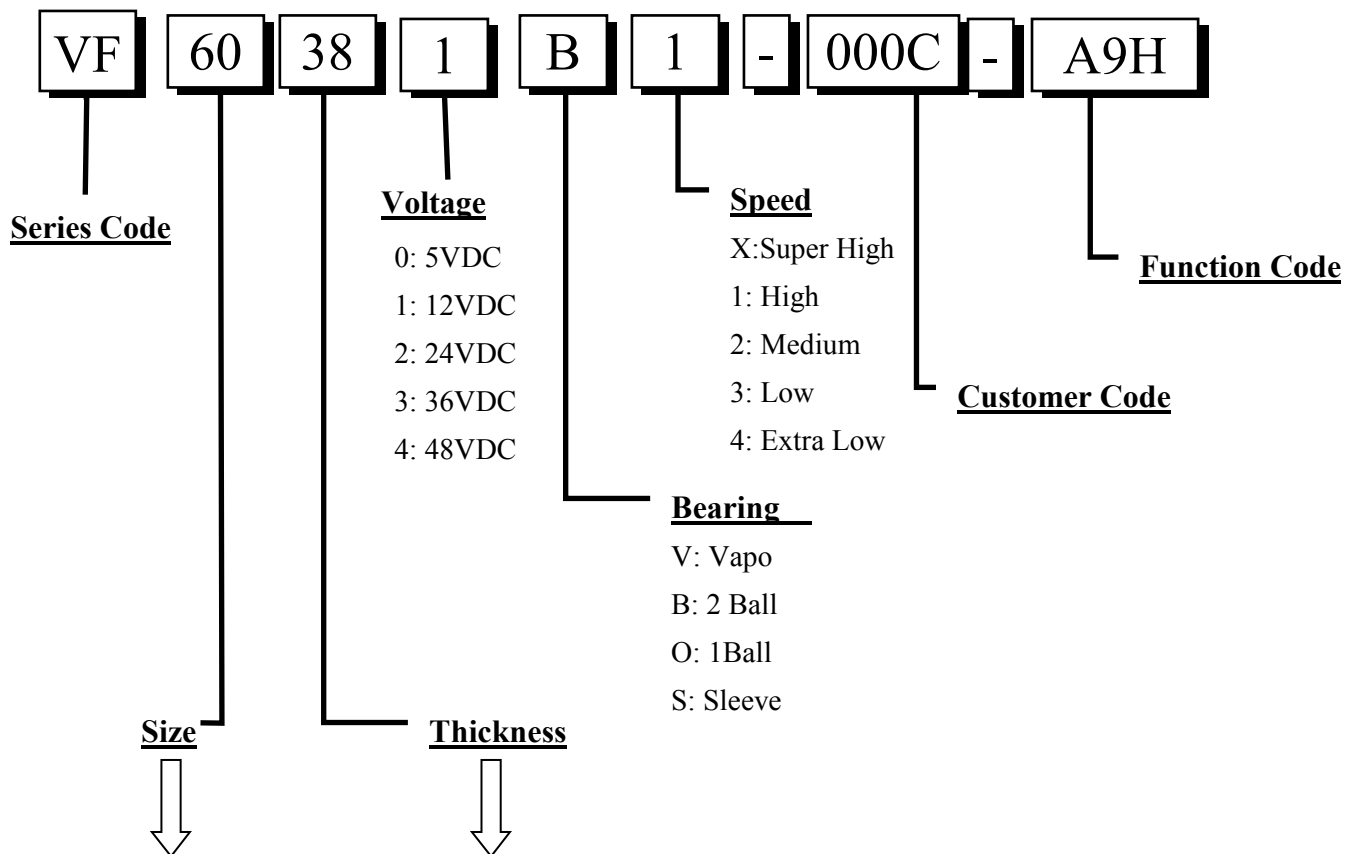 VF 60 38 1 B 1 - 000C - A9H
Series Code
Voltage
0: 5VDC
1: 12VDC
2: 24VDC
3: 36VDC
4: 48VDC
Speed
X:Super High
1: High
2: Medium
3: Low
4: Extra Low
Function Code
Customer Code
Bearing
V: Vapo
B: 2 Ball
O: 1Ball
S: Sleeve
Size
Thickness